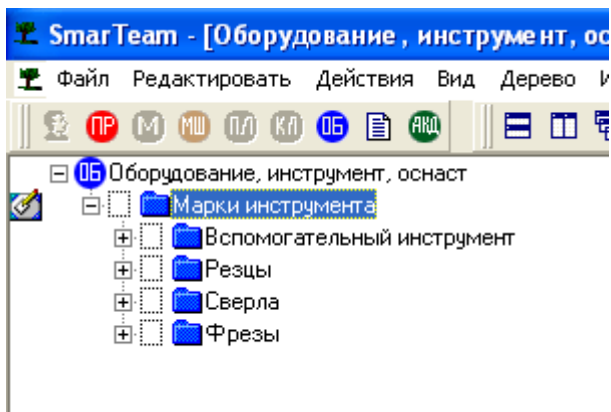 SmarTeam - [Оборудование, инструмент, ос
Файл Редактировать Действия Вид Дерево И
ПР М МШ ПЛ КЛ ОБ АКД
ОБ Оборудование, инструмент, оснаст
Марки инструмента
Вспомогательный инструмент
Резцы
Сверла
Фрезы